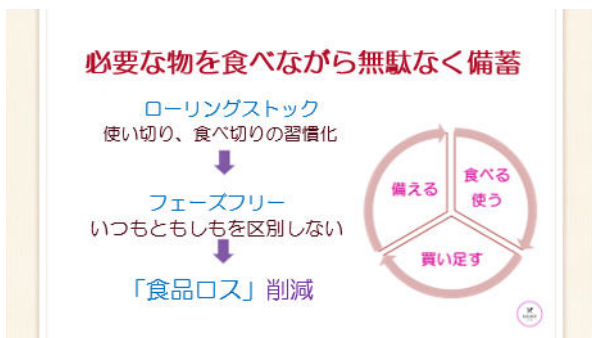 必要な物を食べながら無駄なく備蓄
ローリングストック
使い切り、食べ切りの習慣化
フェーズフリー
いつもともしもを区別しない
「食品ロス」削減
備える
食べる
使う
買い足す